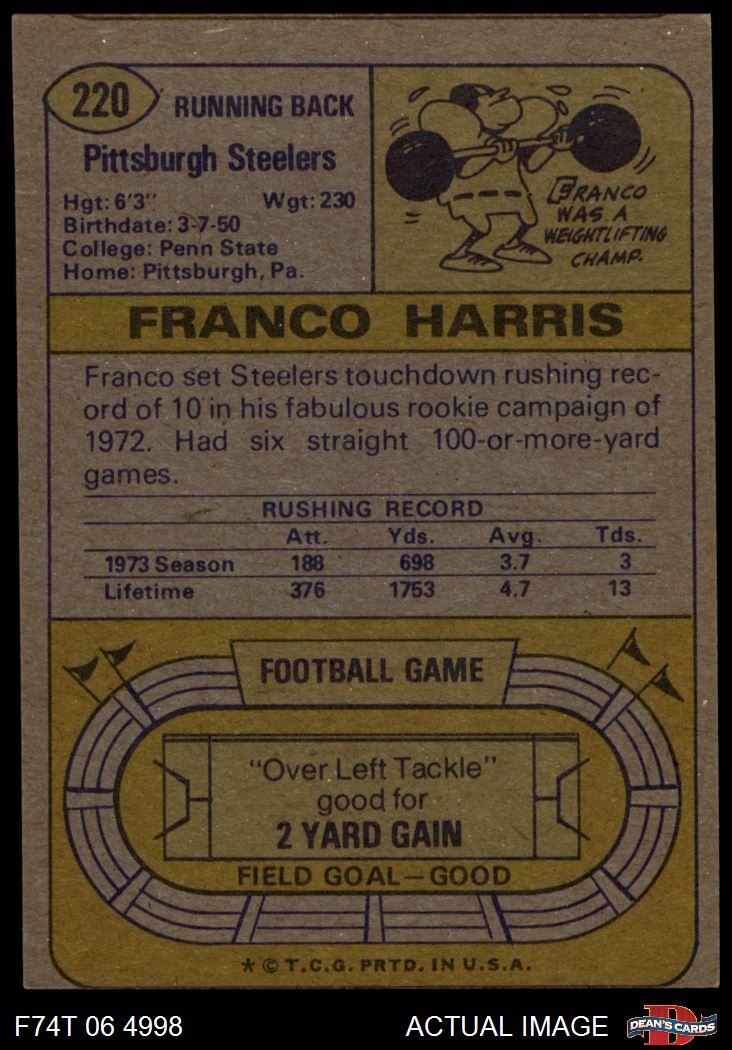 220
RUNNING BACK
Pittsburgh Steelers
Hgt: 6'3" Wgt: 230
Birthdate: 3-7-50
College: Penn State
Home: Pittsburgh, Pa.
FRANCO
WAS A
WEIGHTLIFTING
CHAMP.
FRANCO HARRIS
Franco set Steelers touchdown rushing rec-
ord of 10 in his fabulous rookie campaign of
1972. Had six straight 100-or-more-yard
games.
RUSHING RECORD
Att. Yds. Avg. Tds.
1973 Season 188 698 3.7 3
Lifetime 376 1753 4.7 13
FOOTBALL GAME
"Over Left Tackle"
good for
2 YARD GAIN
FIELD GOAL—GOOD
* © T.C.G. PRTD. IN U.S.A.
F74T 06 4998 ACTUAL IMAGE
D
DEAN'S CARDS